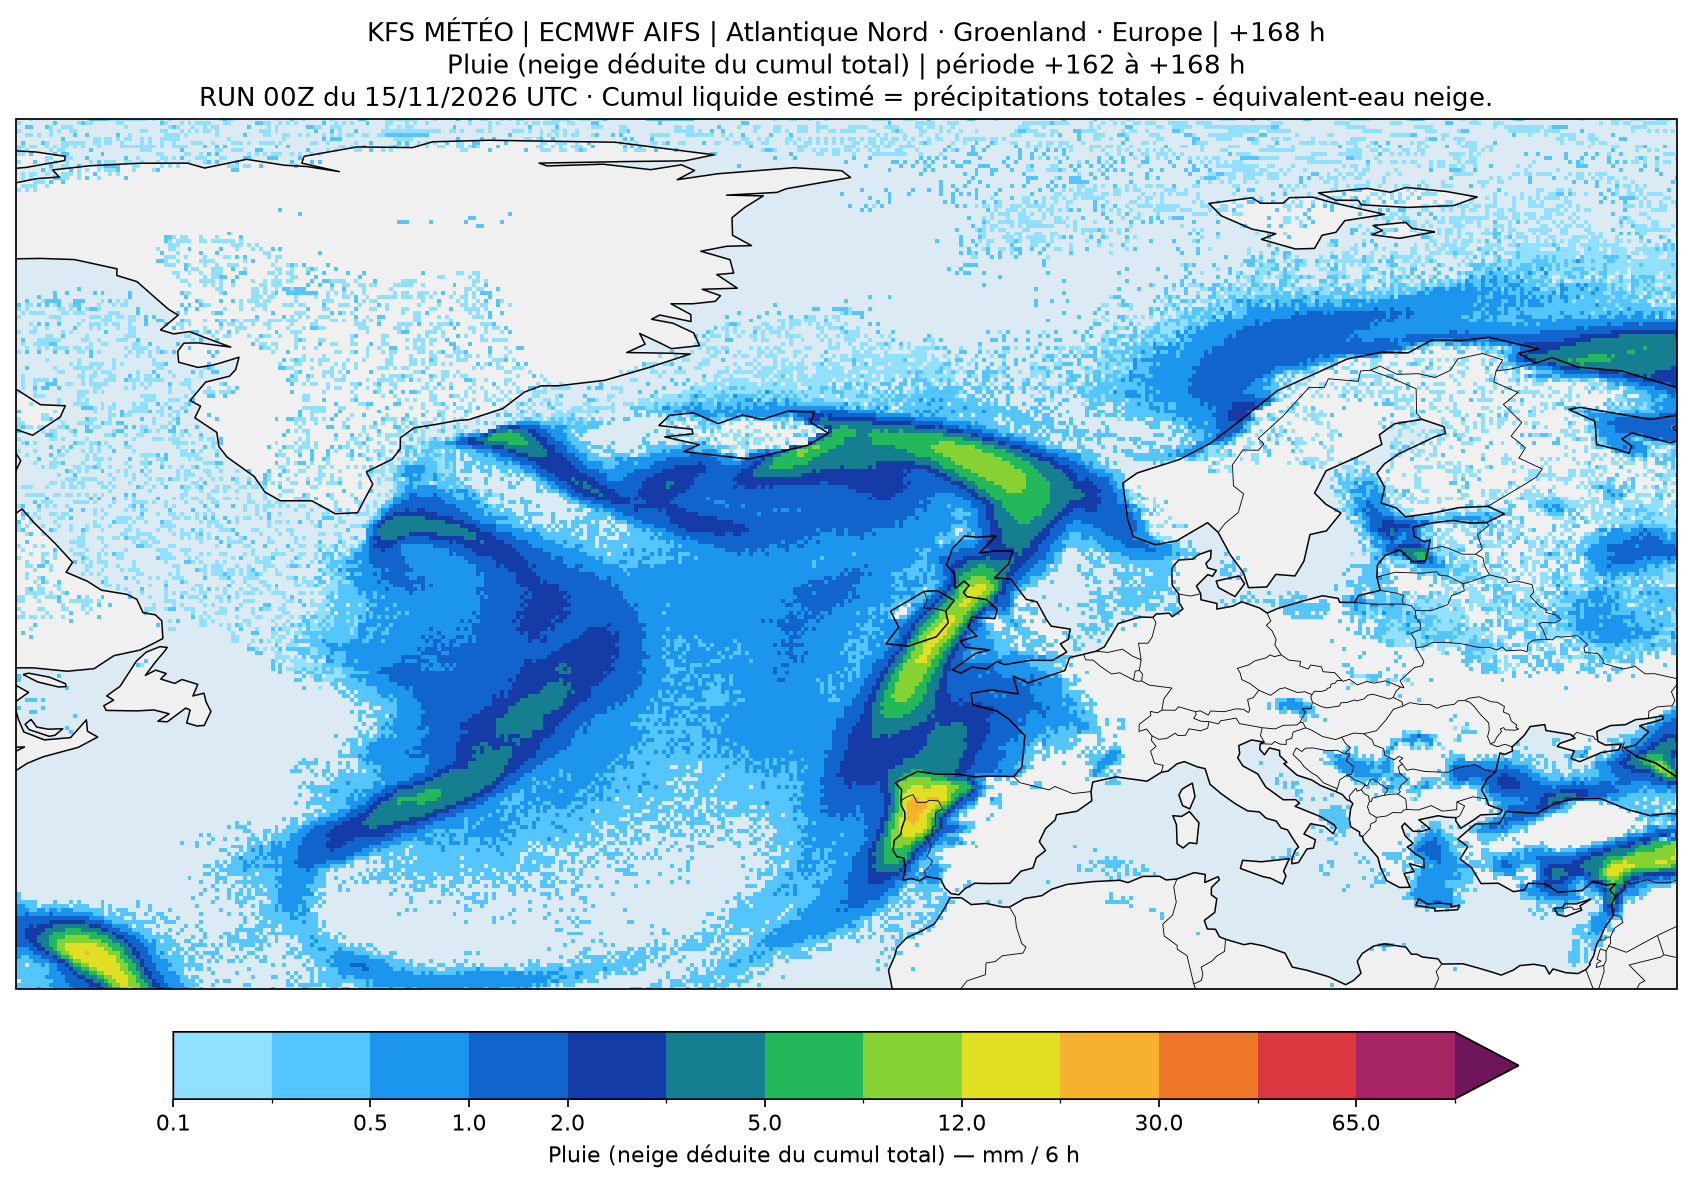 KFS MÉTÉO | ECMWF AIFS | Atlantique Nord · Groenland · Europe | +168 h
Pluie (neige déduite du cumul total) | période +162 à +168 h
RUN 00Z du 15/11/2026 UTC · Cumul liquide estimé = précipitations totales - équivalent-eau neige.
0.1 0.5 1.0 2.0 5.0 12.0 30.0 65.0
Pluie (neige déduite du cumul total) — mm / 6 h